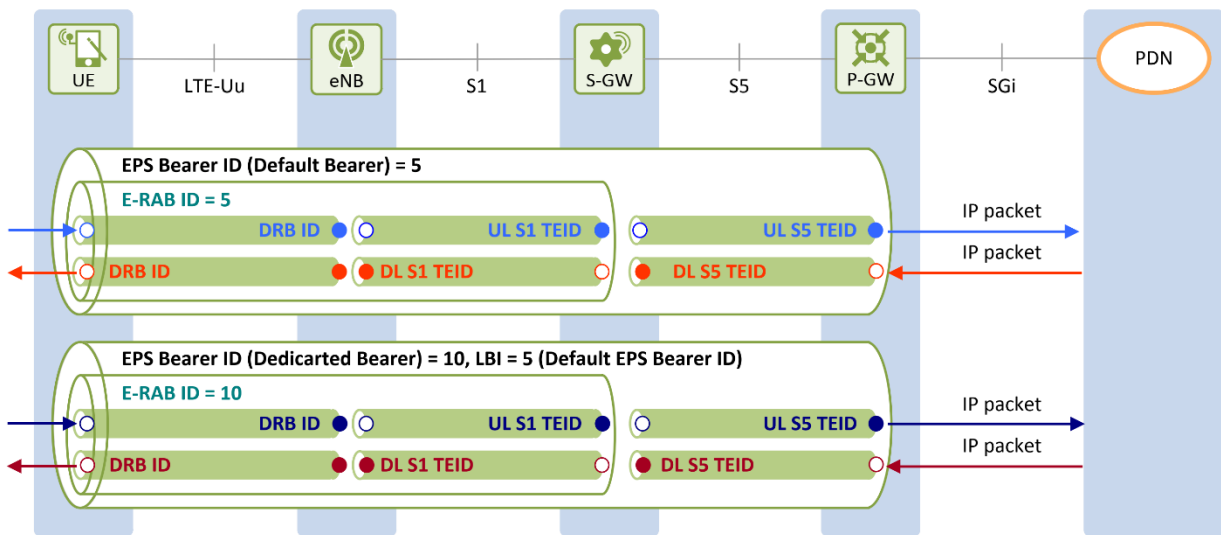 UE
LTE-Uu
eNB
S1
S-GW
S5
P-GW
SGi
PDN
EPS Bearer ID (Default Bearer) = 5
E-RAB ID = 5
DRB ID
UL S1 TEID
UL S5 TEID
IP packet
DRB ID
DL S1 TEID
DL S5 TEID
IP packet
EPS Bearer ID (Dedicarted Bearer) = 10, LBI = 5 (Default EPS Bearer ID)
E-RAB ID = 10
DRB ID
UL S1 TEID
UL S5 TEID
IP packet
DRB ID
DL S1 TEID
DL S5 TEID
IP packet